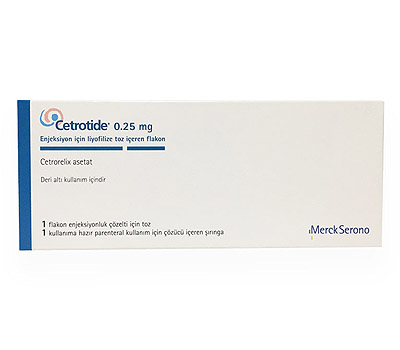 Cetrotide® 0.25 mg
Enjeksiyon için liyofilize toz içeren flakon
Cetrorelix asetat
Deri altı kullanım içindir
1 flakon enjeksiyonluk çözelti için toz
1 kullanıma hazır parenteral kullanım için çözücü içeren şırınga
MerckSerono